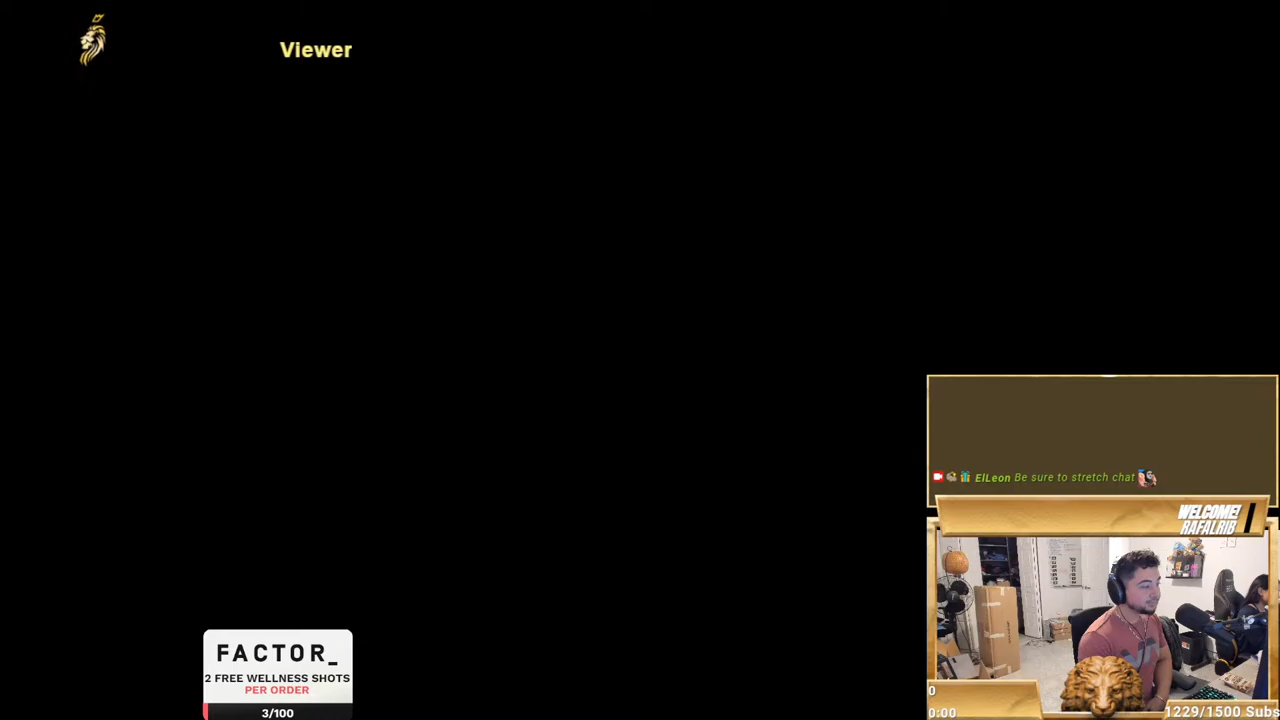 Viewer
ElLeon Be sure to stretch chat
WELCOME!
RAFALRIB
FACTOR_
2 FREE WELLNESS SHOTS
PER ORDER
3/100
0
0:00
1229/1500 Subs